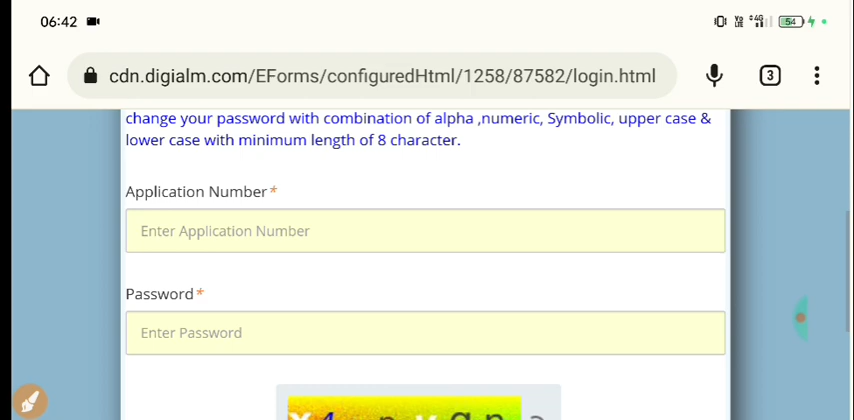 06:42
54
cdn.digialm.com/EForms/configuredHtml/1258/87582/login.html
3
change your password with combination of alpha ,numeric, Symbolic, upper case &
lower case with minimum length of 8 character.
Application Number*
Enter Application Number
Password*
Enter Password